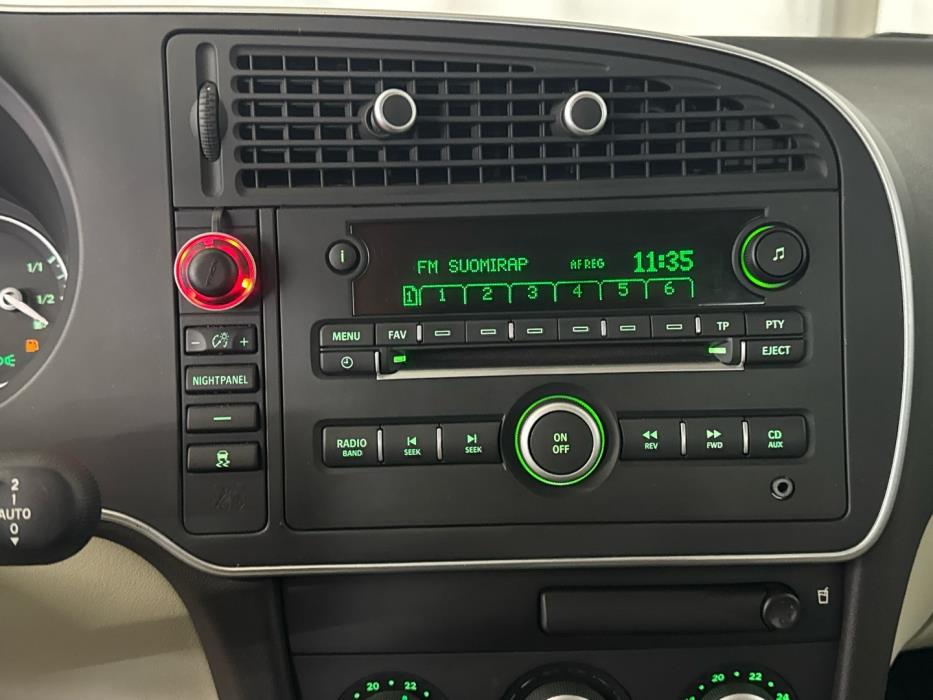 FM SUOMIRAP AF REG 11:35
1 1 2 3 4 5 6
i
MENU FAV TP PTY
EJECT
NIGHTPANEL
- +
RADIO BAND
SEEK
SEEK
ON OFF
REV
FWD
CD AUX
1/1
1/2
2
1
AUTO
0
20 22
20 22 24